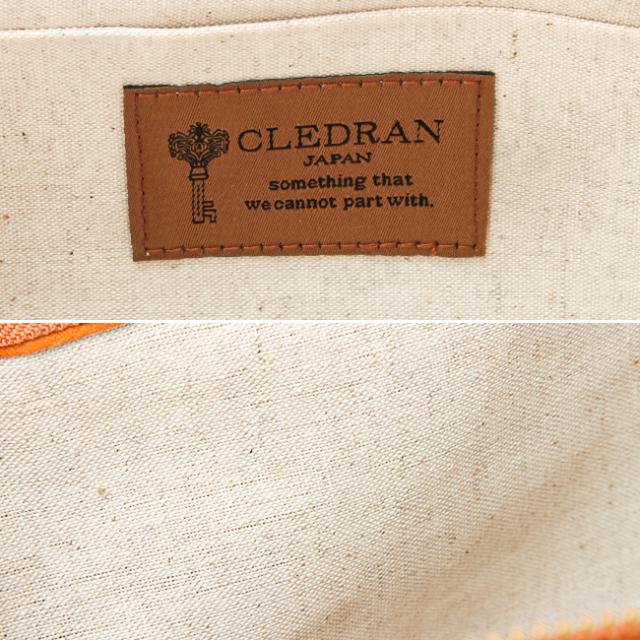 CLEDRAN
JAPAN
something that
we cannot part with.